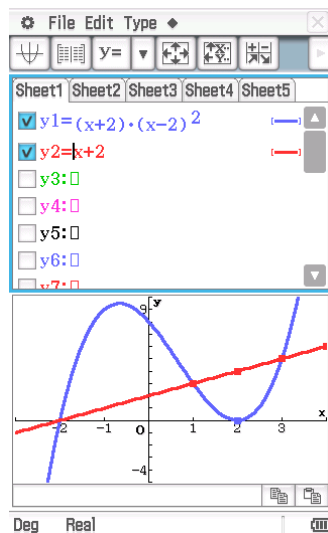 File Edit Type ◆
y=
Sheet1 Sheet2 Sheet3 Sheet4 Sheet5
y1=(x+2)·(x−2)²
y2=x+2
y3:▯
y4:▯
y5:▯
y6:▯
y7:▯
y
9
x
-2 -1 0 1 2 3
-4
Deg Real